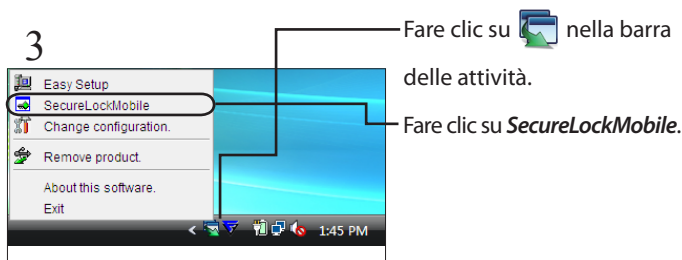 3
Fare clic su nella barra
delle attività.
Fare clic su SecureLockMobile.
Easy Setup
SecureLockMobile
Change configuration.
Remove product.
About this software.
Exit
< 1:45 PM